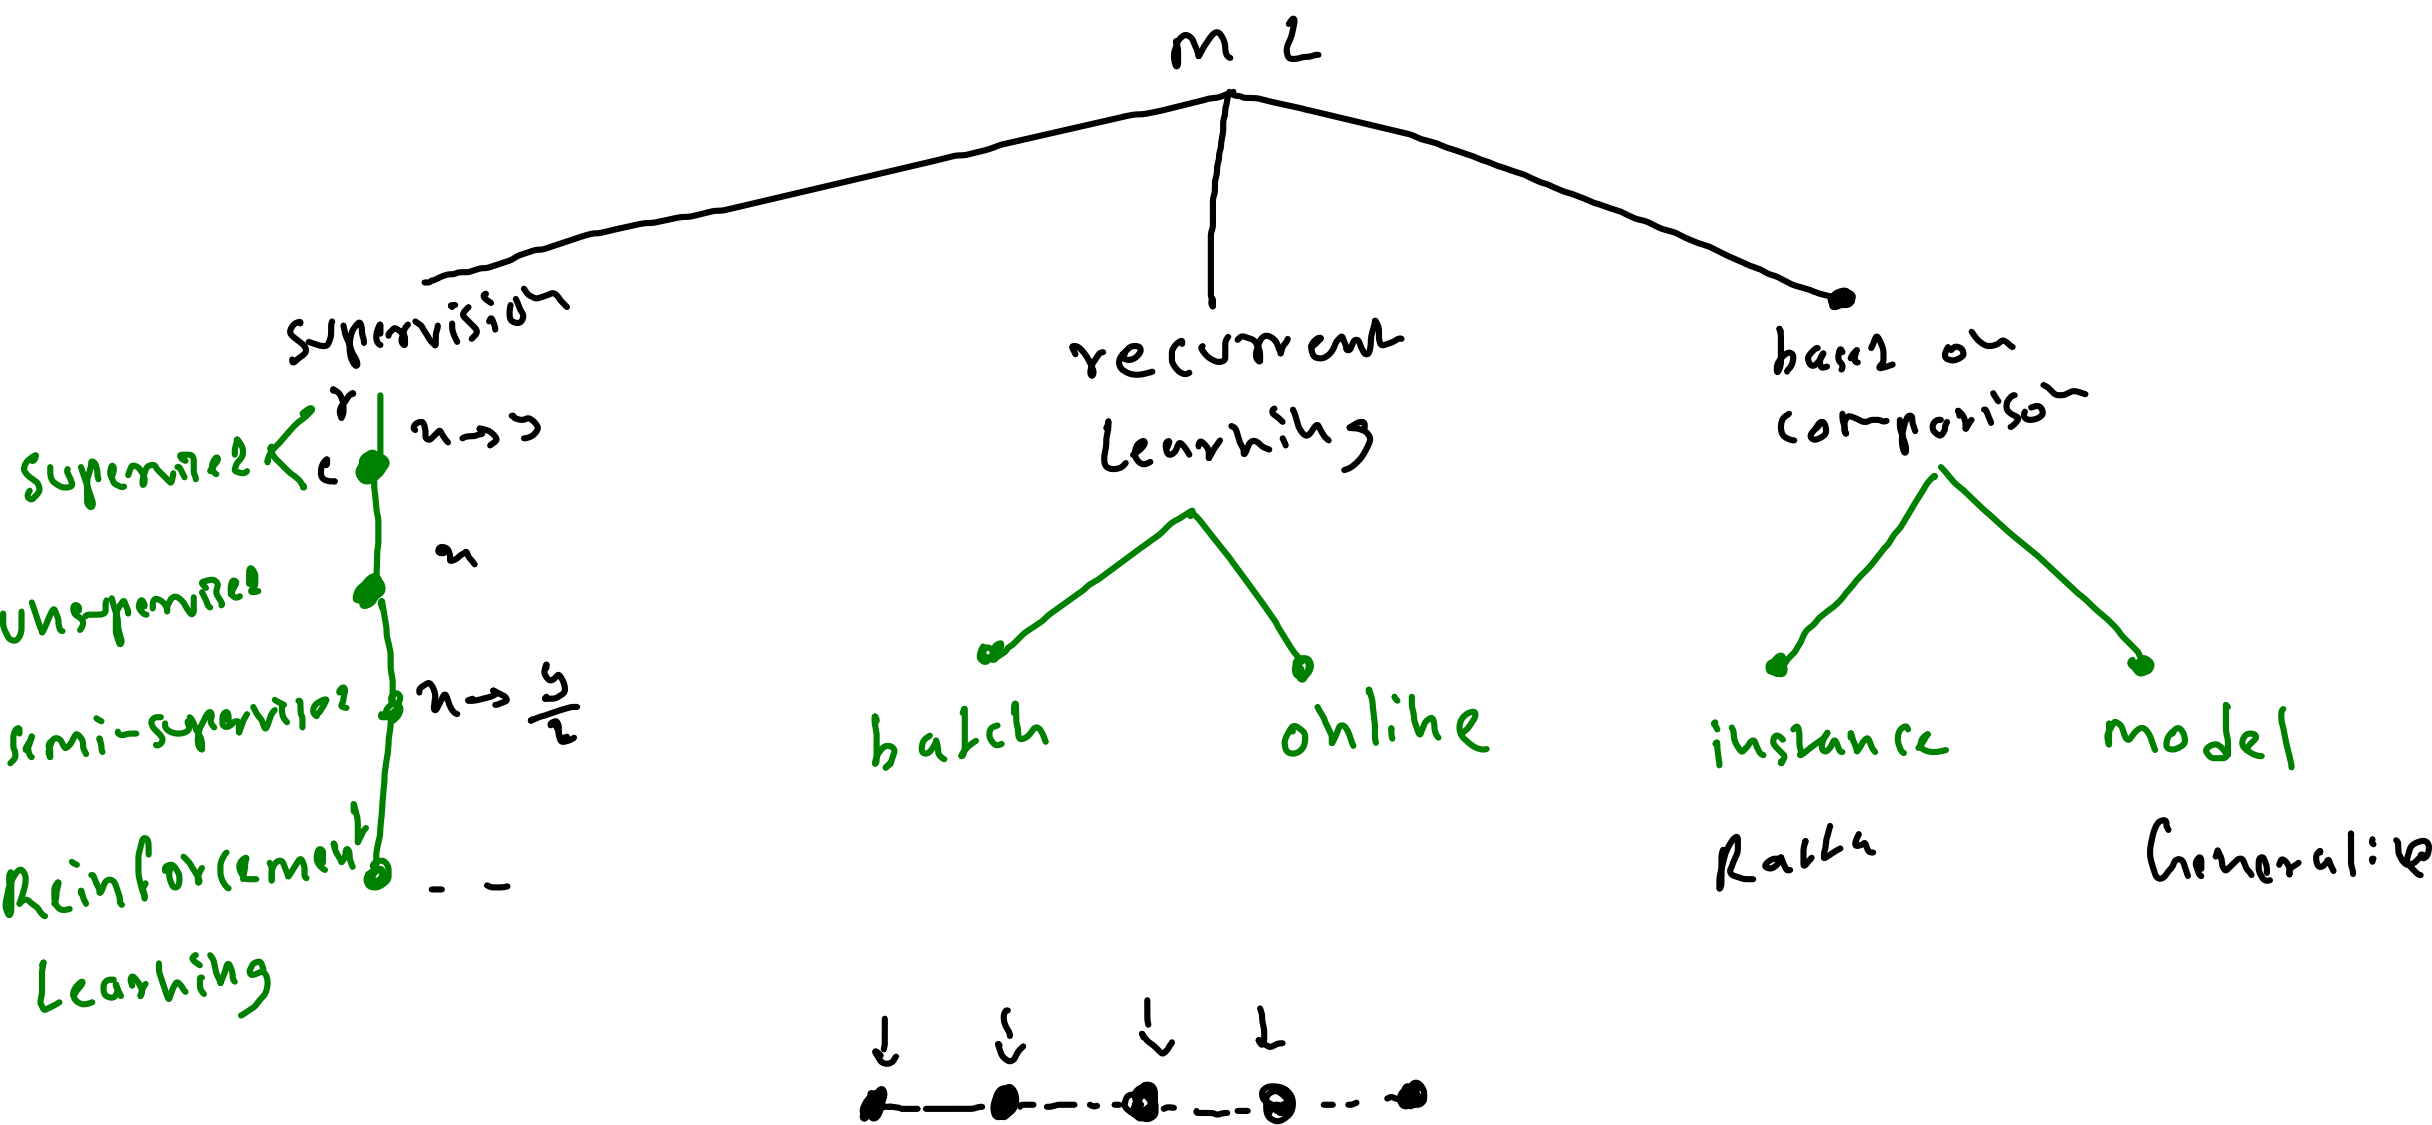 ML
supervision
recurrent
learning
based on
comparison
supervised
r
c
x → y
unsupervised
x
semi-supervised
x → y/2
Reinforcement
Learning
batch
online
instance
model
Ratta
Generalize